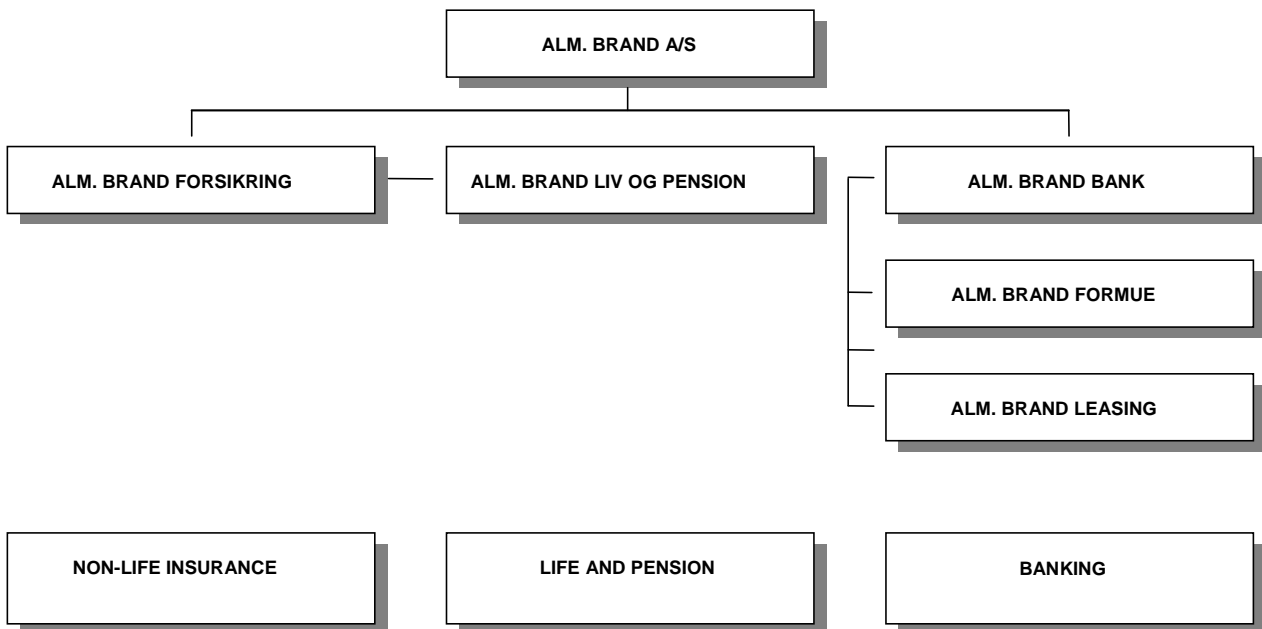 ALM. BRAND A/S
ALM. BRAND FORSIKRING
ALM. BRAND LIV OG PENSION
ALM. BRAND BANK
ALM. BRAND FORMUE
ALM. BRAND LEASING
NON-LIFE INSURANCE
LIFE AND PENSION
BANKING